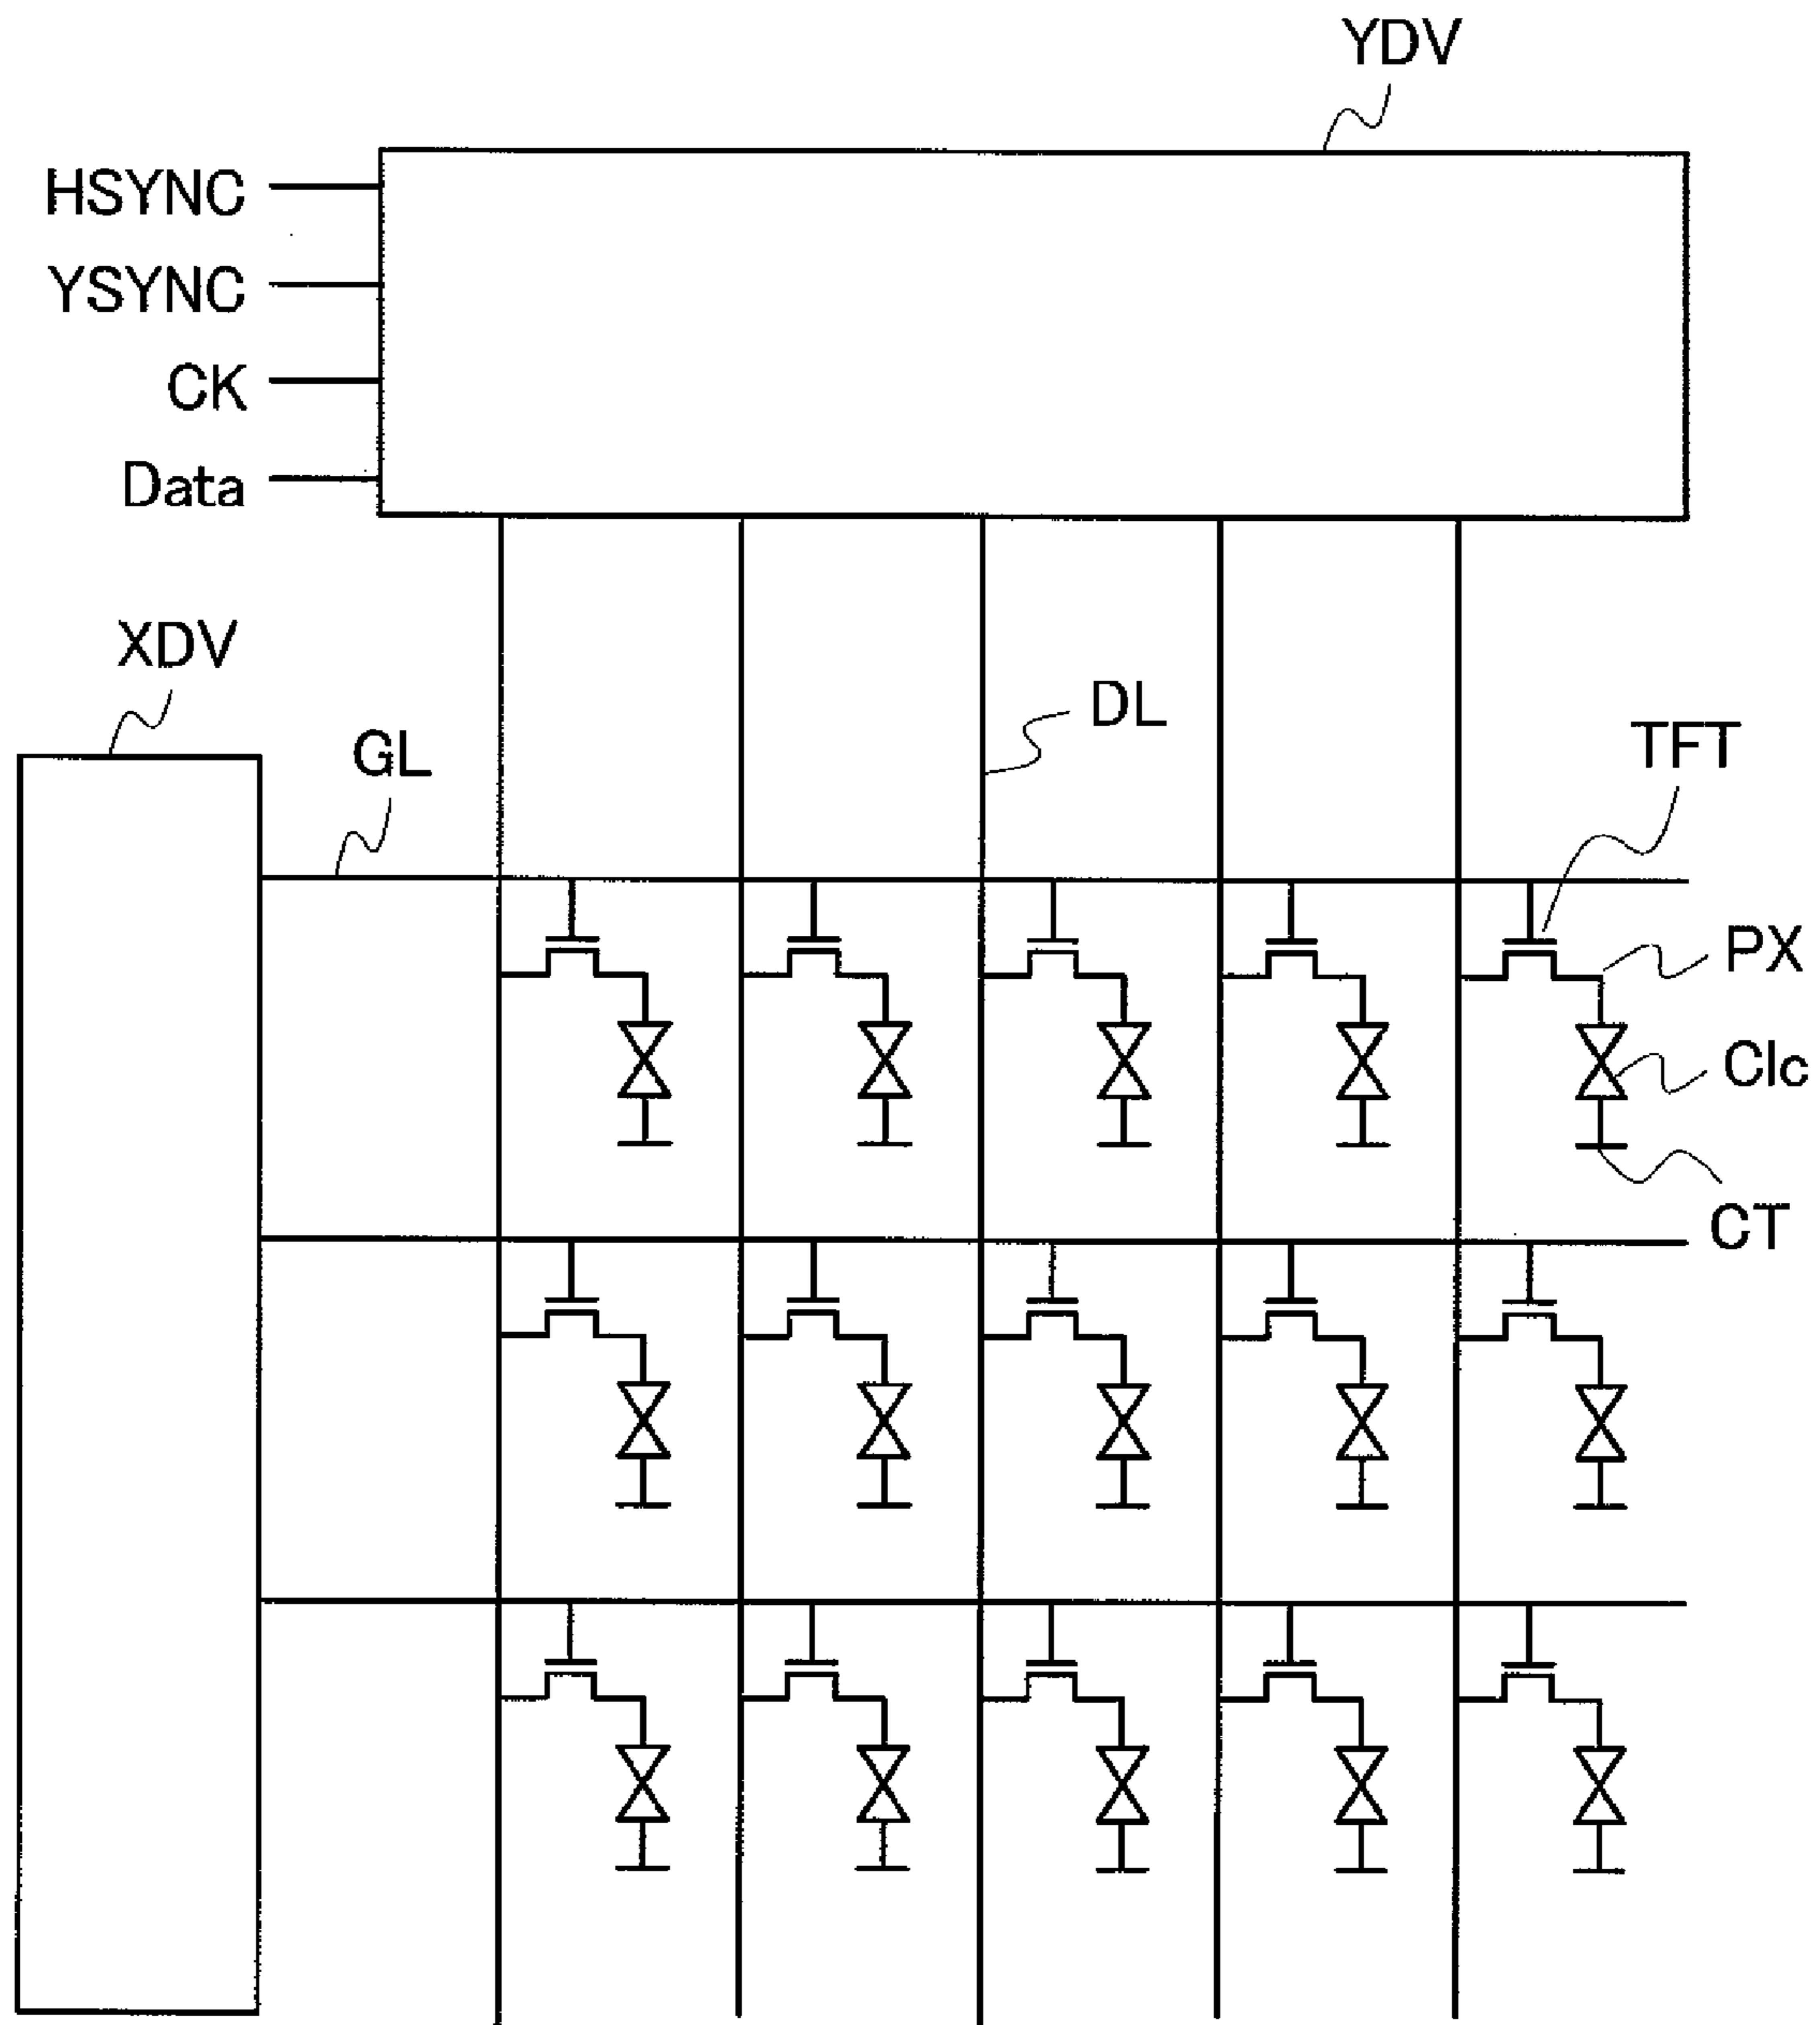 YDV
HSYNC
YSYNC
CK
Data
XDV
DL
GL
TFT
PX
Clc
CT